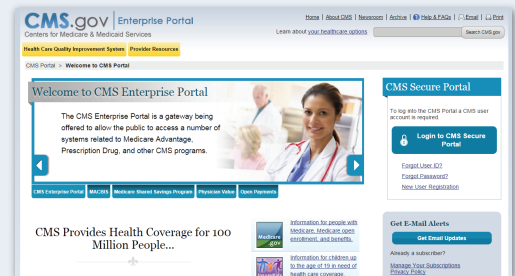 CMS.gov | Enterprise Portal
Centers for Medicare & Medicaid Services
Home | About CMS | Newsroom | Archive | Help & FAQs | Email | Print
Learn about your healthcare options
Search CMS.gov
Health Care Quality Improvement System Provider Resources
CMS Portal > Welcome to CMS Portal
Welcome to CMS Enterprise Portal
The CMS Enterprise Portal is a gateway being
offered to allow the public to access a number of
systems related to Medicare Advantage,
Prescription Drug, and other CMS programs.
CMS Enterprise Portal MACBIS Medicare Shared Savings Program Physician Value Open Payments
CMS Secure Portal
To log into the CMS Portal a CMS user
account is required.
Login to CMS Secure
Portal
Forgot User ID?
Forgot Password?
New User Registration
CMS Provides Health Coverage for 100
Million People...
Medicare
.gov
Information for people with
Medicare, Medicare open
enrollment, and benefits.
Information for children up
to the age of 19 in need of
health care coverage.
Get E-Mail Alerts
Get Email Updates
Already a subscriber?
Manage Your Subscriptions
Privacy Policy